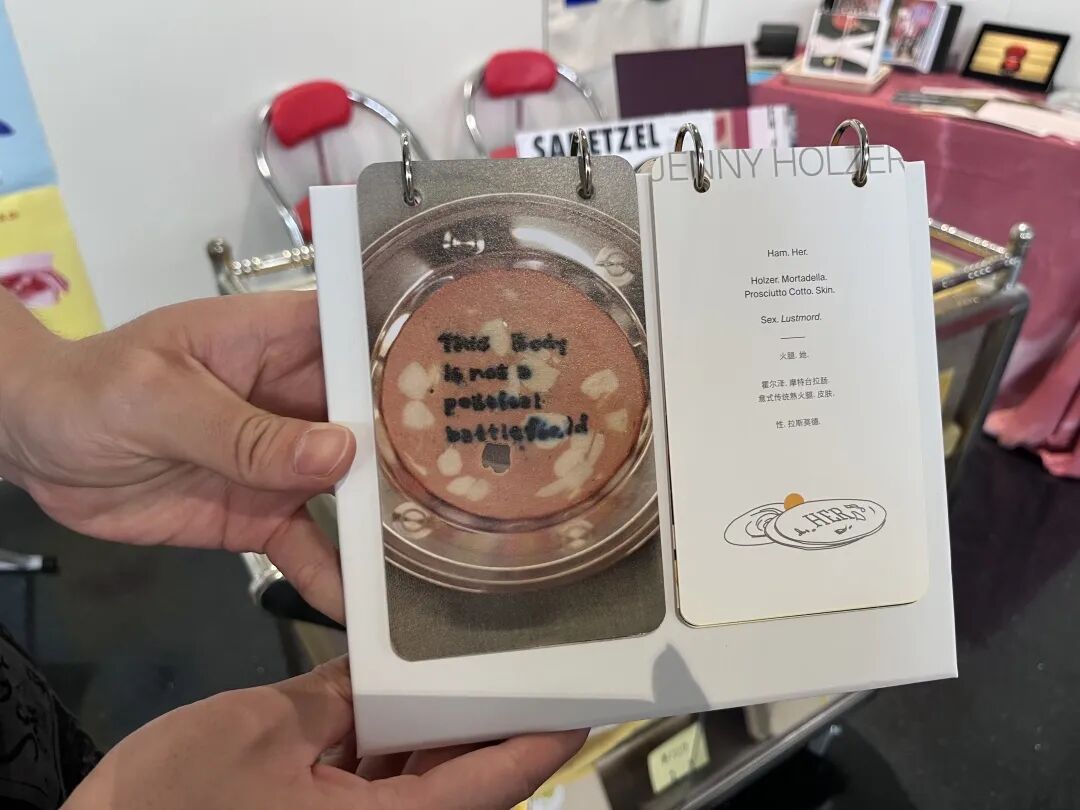 SABETZEL
This Body
is not a
political
battlefield
JENNY HOLZER
Ham. Her.
Holzer. Mortadella.
Prosciutto Cotto. Skin.
Sex. Lustmord.
火腿. 她.
霍尔泽. 摩特台拉肠.
意式传统熟火腿. 皮肤.
性. 拉斯莫德.
HER